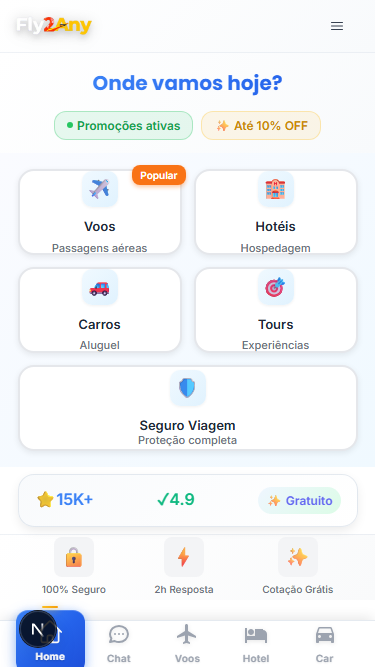 Fly2Any
Onde vamos hoje?
Promoções ativas
Até 10% OFF
Popular
Voos
Passagens aéreas
Hotéis
Hospedagem
Carros
Aluguel
Tours
Experiências
Seguro Viagem
Proteção completa
15K+
✓4.9
Gratuito
100% Seguro
2h Resposta
Cotação Grátis
N
Home
Chat
Voos
Hotel
Car